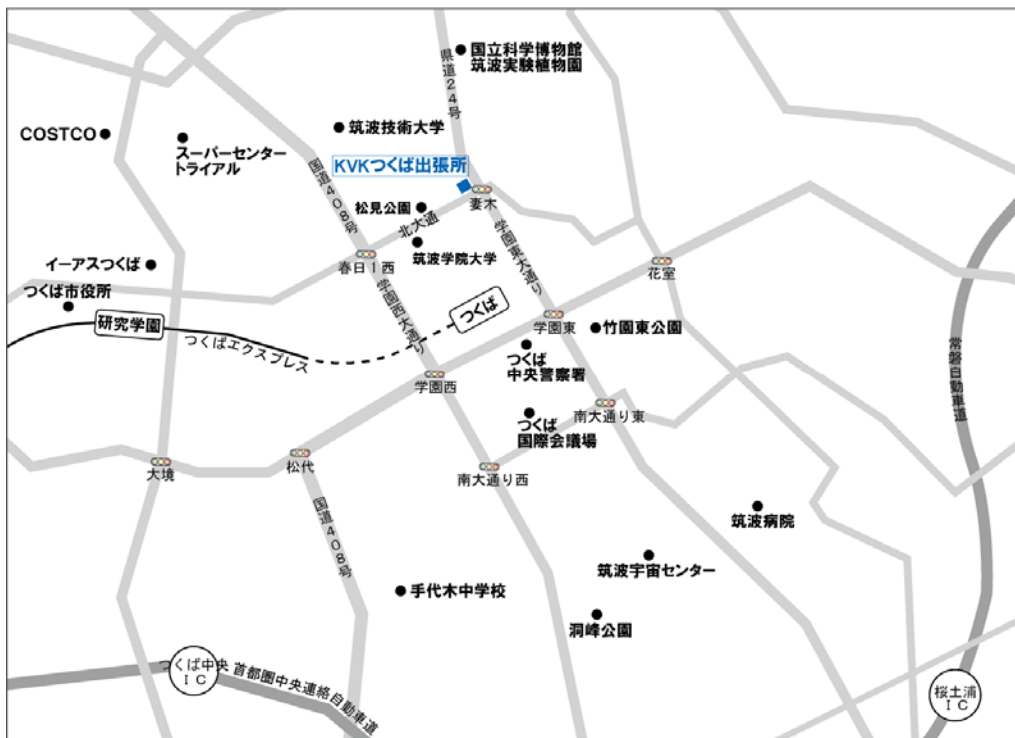 国立科学博物館
筑波実験植物園
県道24号
COSTCO
スーパーセンター
トライアル
筑波技術大学
国道408号
KVKつくば出張所
妻木
松見公園
北大通
筑波学院大学
学園東大通り
春日1西
花室
イーアスつくば
つくば市役所
研究学園
つくばエクスプレス
学園西大通り
つくば
学園東
竹園東公園
つくば
中央警察署
常磐自動車道
学園西
南大通り東
つくば
国際会議場
大境
松代
南大通り西
国道408号
筑波病院
筑波宇宙センター
手代木中学校
洞峰公園
つくば中央
IC
首都圏中央連絡自動車道
桜土浦
IC